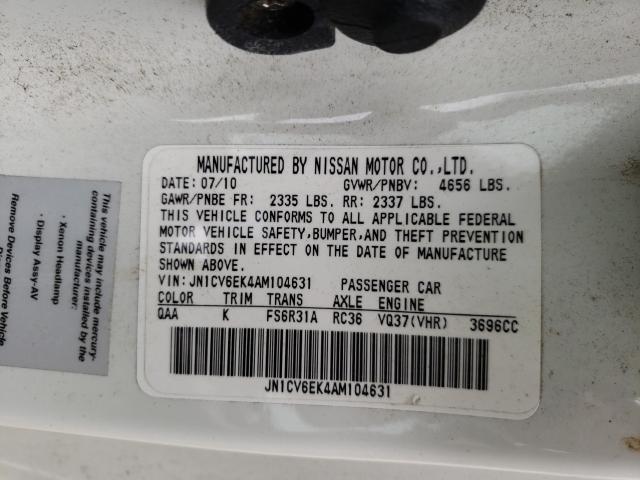 MANUFACTURED BY NISSAN MOTOR CO.,LTD.
DATE: 07/10 GVWR/PNBV: 4656 LBS.
GAWR/PNBE FR: 2335 LBS. RR: 2337 LBS.
THIS VEHICLE CONFORMS TO ALL APPLICABLE FEDERAL
MOTOR VEHICLE SAFETY,BUMPER,AND THEFT PREVENTION
STANDARDS IN EFFECT ON THE DATE OF MANUFACTURE
SHOWN ABOVE.
VIN: JN1CV6EK4AM104631 PASSENGER CAR
COLOR TRIM TRANS AXLE ENGINE
QAA K FS6R31A RC36 VQ37(VHR) 3696CC
JN1CV6EK4AM104631
This vehicle may include mercury-
containing devices installed by the
manufacturer:
· Xenon Headlamp
· Display Assy-AV
Remove Devices Before Vehicle